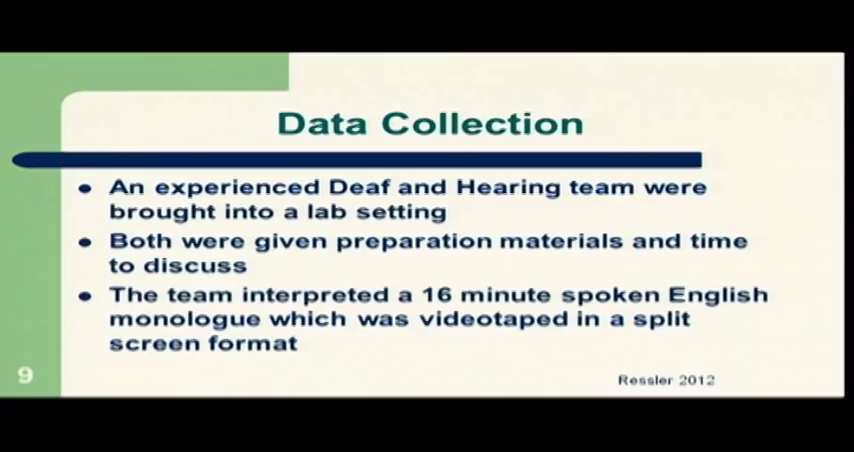 Data Collection
An experienced Deaf and Hearing team were
brought into a lab setting
Both were given preparation materials and time
to discuss
The team interpreted a 16 minute spoken English
monologue which was videotaped in a split
screen format
9
Ressler 2012